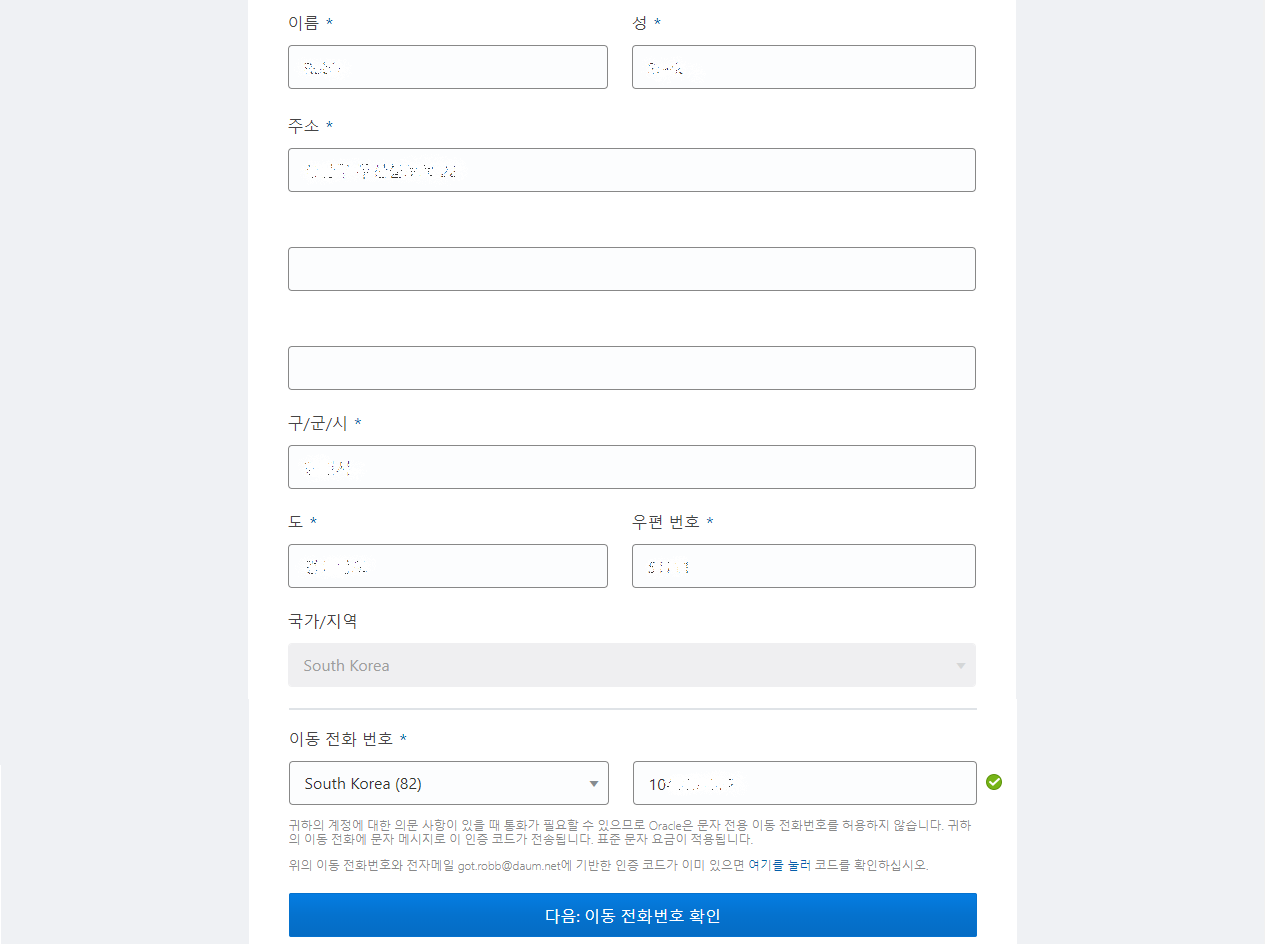 이름 *
성 *
주소 *
구/군/시 *
도 *
우편 번호 *
국가/지역
South Korea
이동 전화 번호 *
South Korea (82)
10
귀하의 계정에 대한 의문 사항이 있을 때 통화가 필요할 수 있으므로 Oracle은 문자 전용 이동 전화번호를 허용하지 않습니다. 귀하
의 이동 전화에 문자 메시지로 이 인증 코드가 전송됩니다. 표준 문자 요금이 적용됩니다.
위의 이동 전화번호와 전자메일 got.robb@daum.net에 기반한 인증 코드가 이미 있으면 여기를 눌러 코드를 확인하십시오.
다음: 이동 전화번호 확인